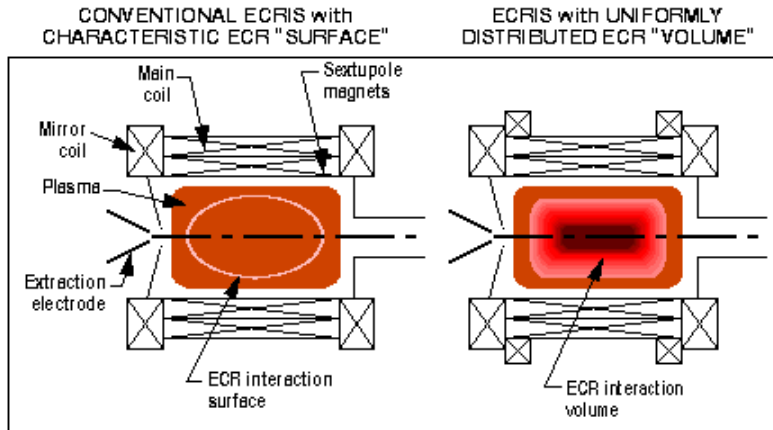 CONVENTIONAL ECRIS with
CHARACTERISTIC ECR "SURFACE"
ECRIS with UNIFORMLY
DISTRIBUTED ECR "VOLUME"
Main
coil
Sextupole
magnets
Mirror
coil
Plasma
Extraction
electrode
ECR interaction
surface
ECR interaction
volume